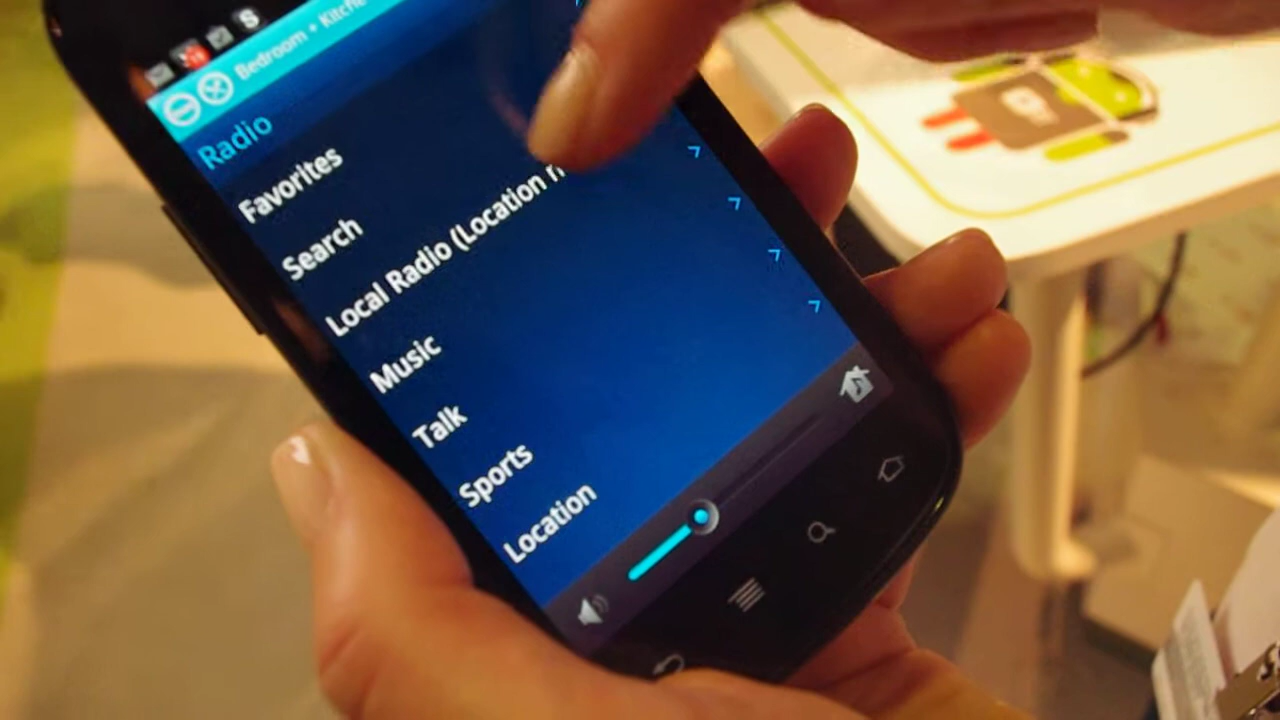 Bedroom • Kitche
Radio
Favorites
Search
Local Radio (Location n
Music
Talk
Sports
Location